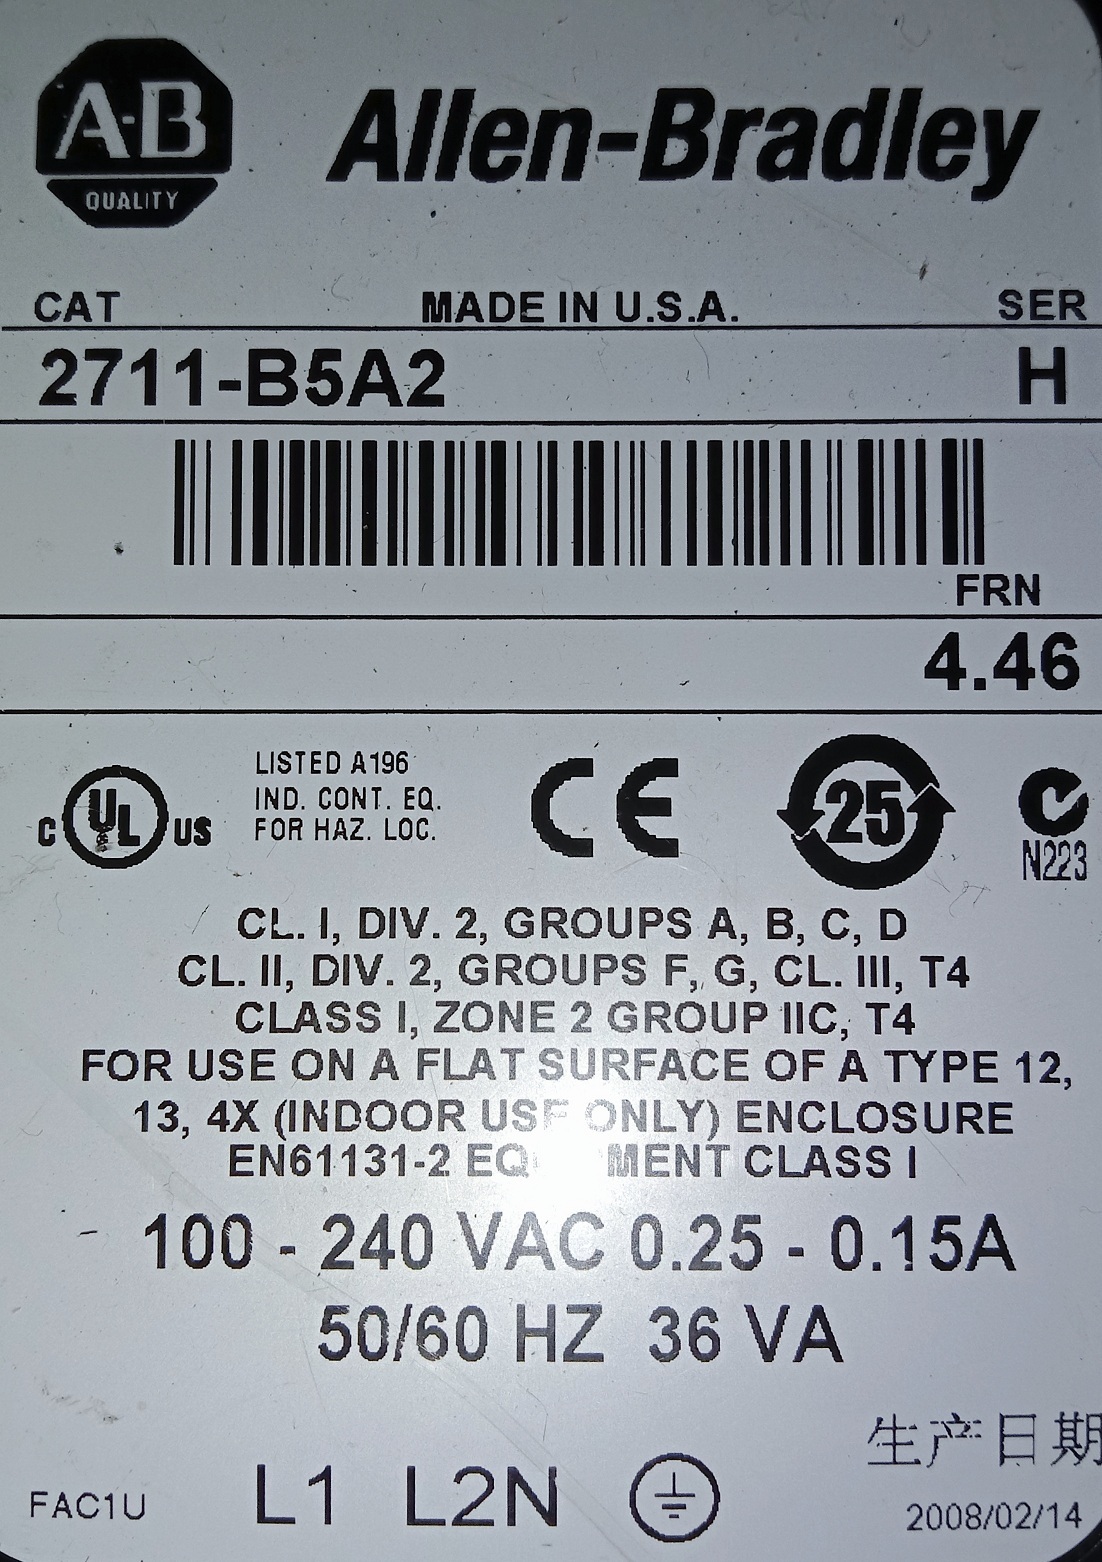 A-B
QUALITY
Allen-Bradley
CAT MADE IN U.S.A. SER
2711-B5A2 H
FRN
4.46
C UL US
LISTED A196
IND. CONT. EQ.
FOR HAZ. LOC.
CE
25
N223
CL. I, DIV. 2, GROUPS A, B, C, D
CL. II, DIV. 2, GROUPS F, G, CL. III, T4
CLASS I, ZONE 2 GROUP IIC, T4
FOR USE ON A FLAT SURFACE OF A TYPE 12,
13, 4X (INDOOR USE ONLY) ENCLOSURE
EN61131-2 CLASS I
100 - 240 VAC 0.25 - 0.15A
50/60 HZ 36 VA
生产日期
FAC1U L1 L2N 2008/02/14